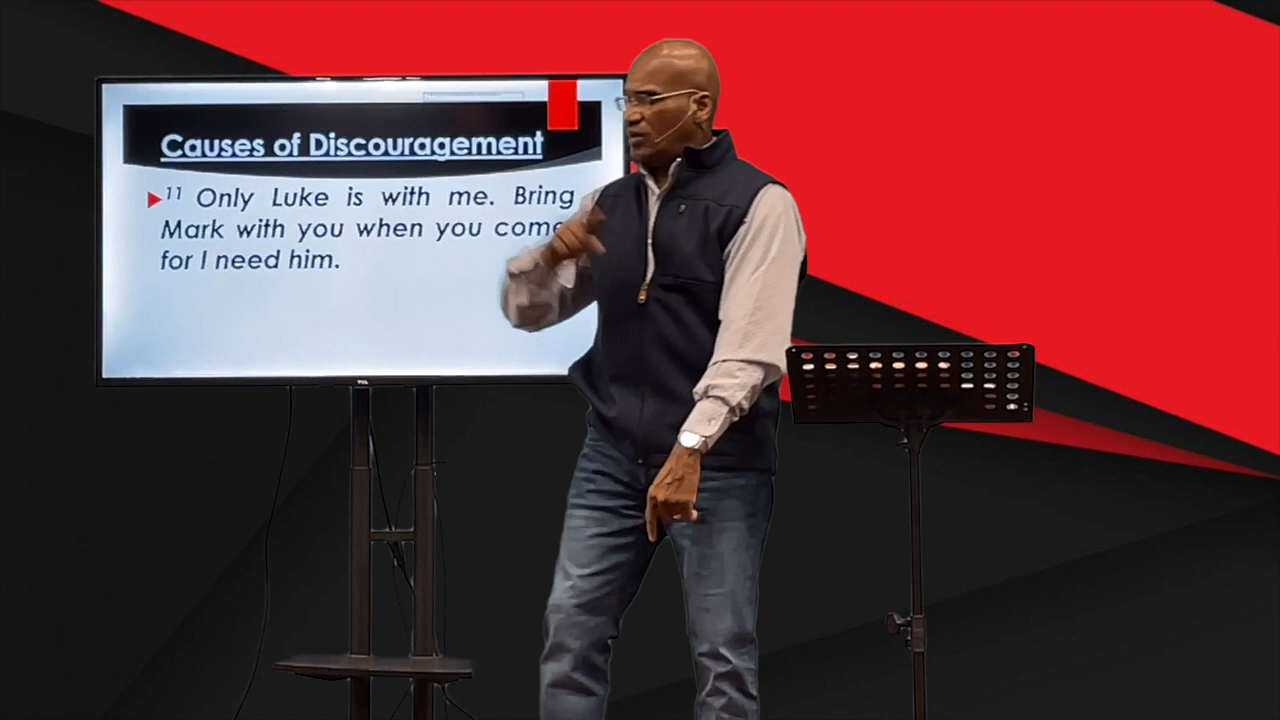 Causes of Discouragement
11 Only Luke is with me. Bring
Mark with you when you come
for I need him.
TCL